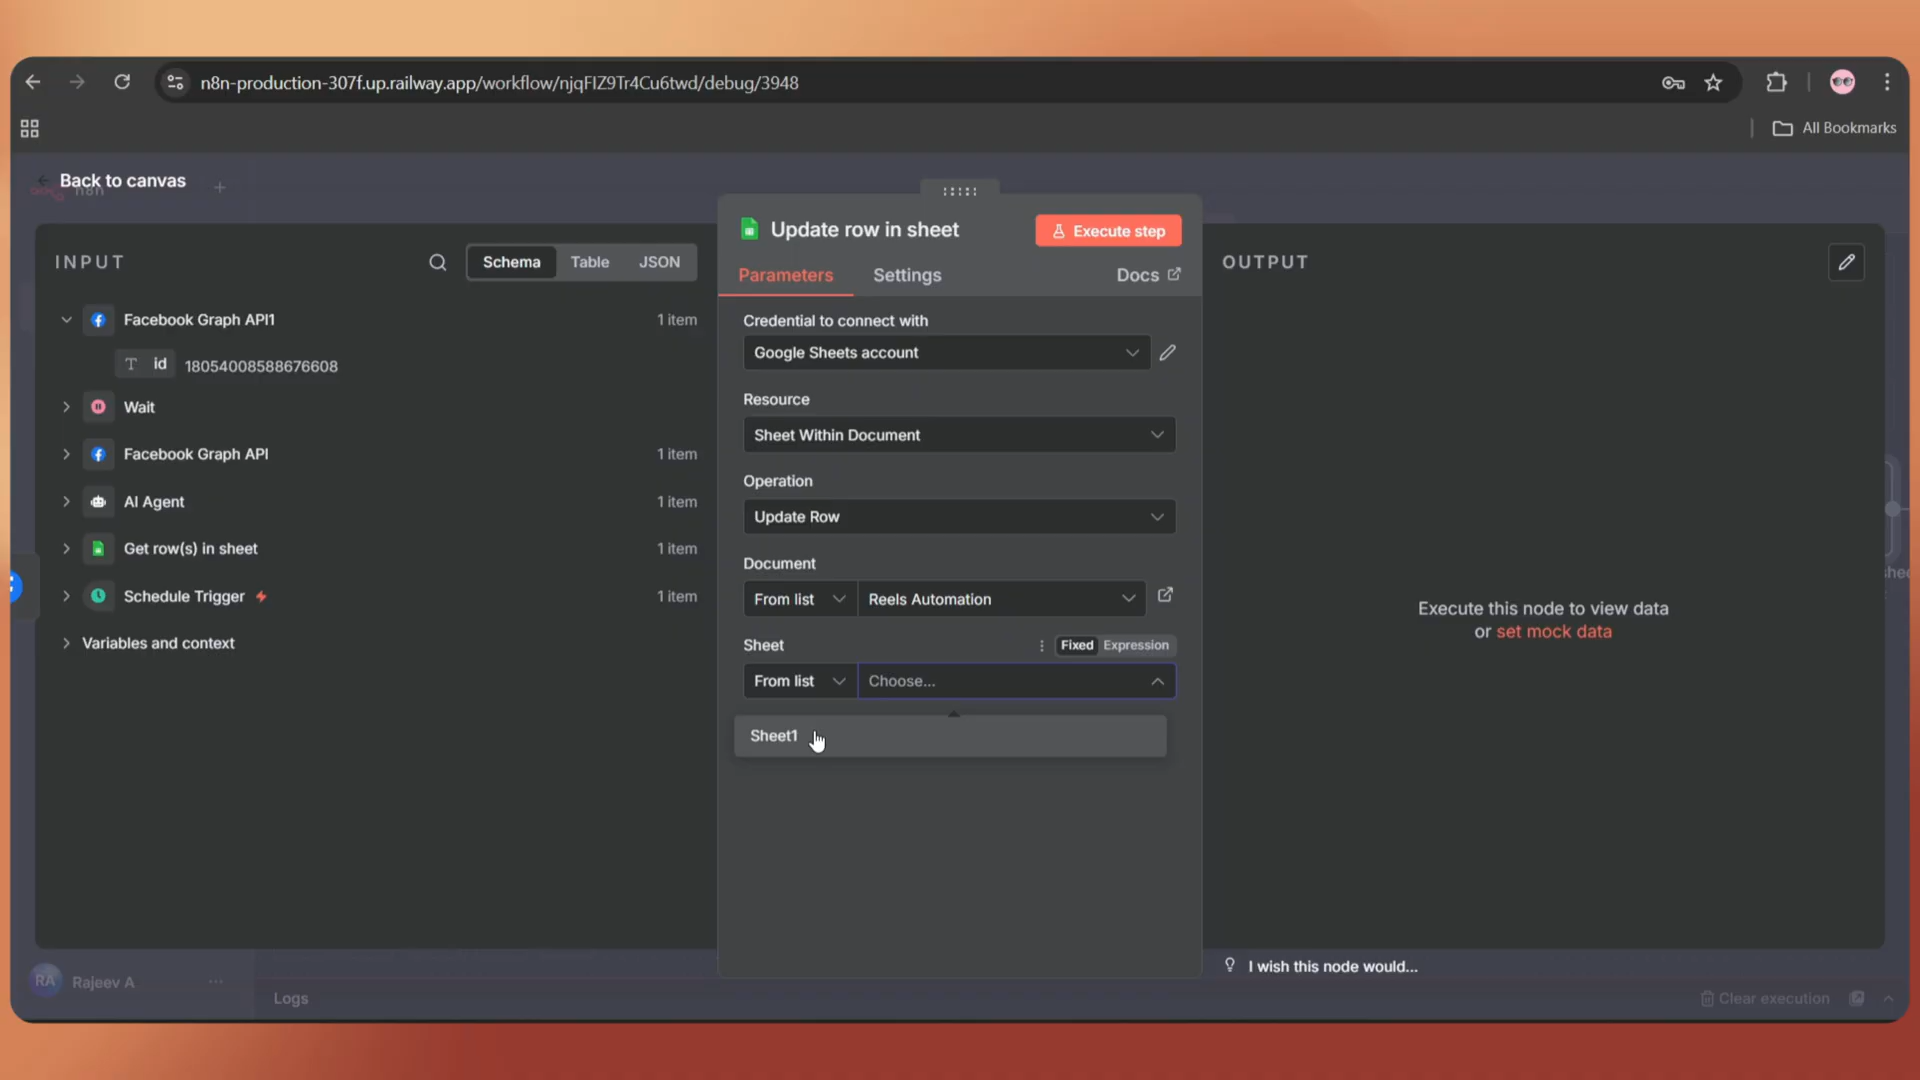 n8n-production-307f.up.railway.app/workflow/njqFIZ9Tr4Cu6twd/debug/3948
All Bookmarks
Back to canvas
n8n
INPUT
Schema
Table
JSON
Facebook Graph API1
1 item
T id 18054008588676608
Wait
Facebook Graph API
1 item
AI Agent
1 item
Get row(s) in sheet
1 item
Schedule Trigger
1 item
Variables and context
Update row in sheet
Execute step
Parameters
Settings
Docs
Credential to connect with
Google Sheets account
Resource
Sheet Within Document
Operation
Update Row
Document
From list
Reels Automation
Sheet
Fixed
Expression
From list
Choose...
Sheet1
OUTPUT
Execute this node to view data
or set mock data
I wish this node would...
RA
Rajeev A
Logs
Clear execution